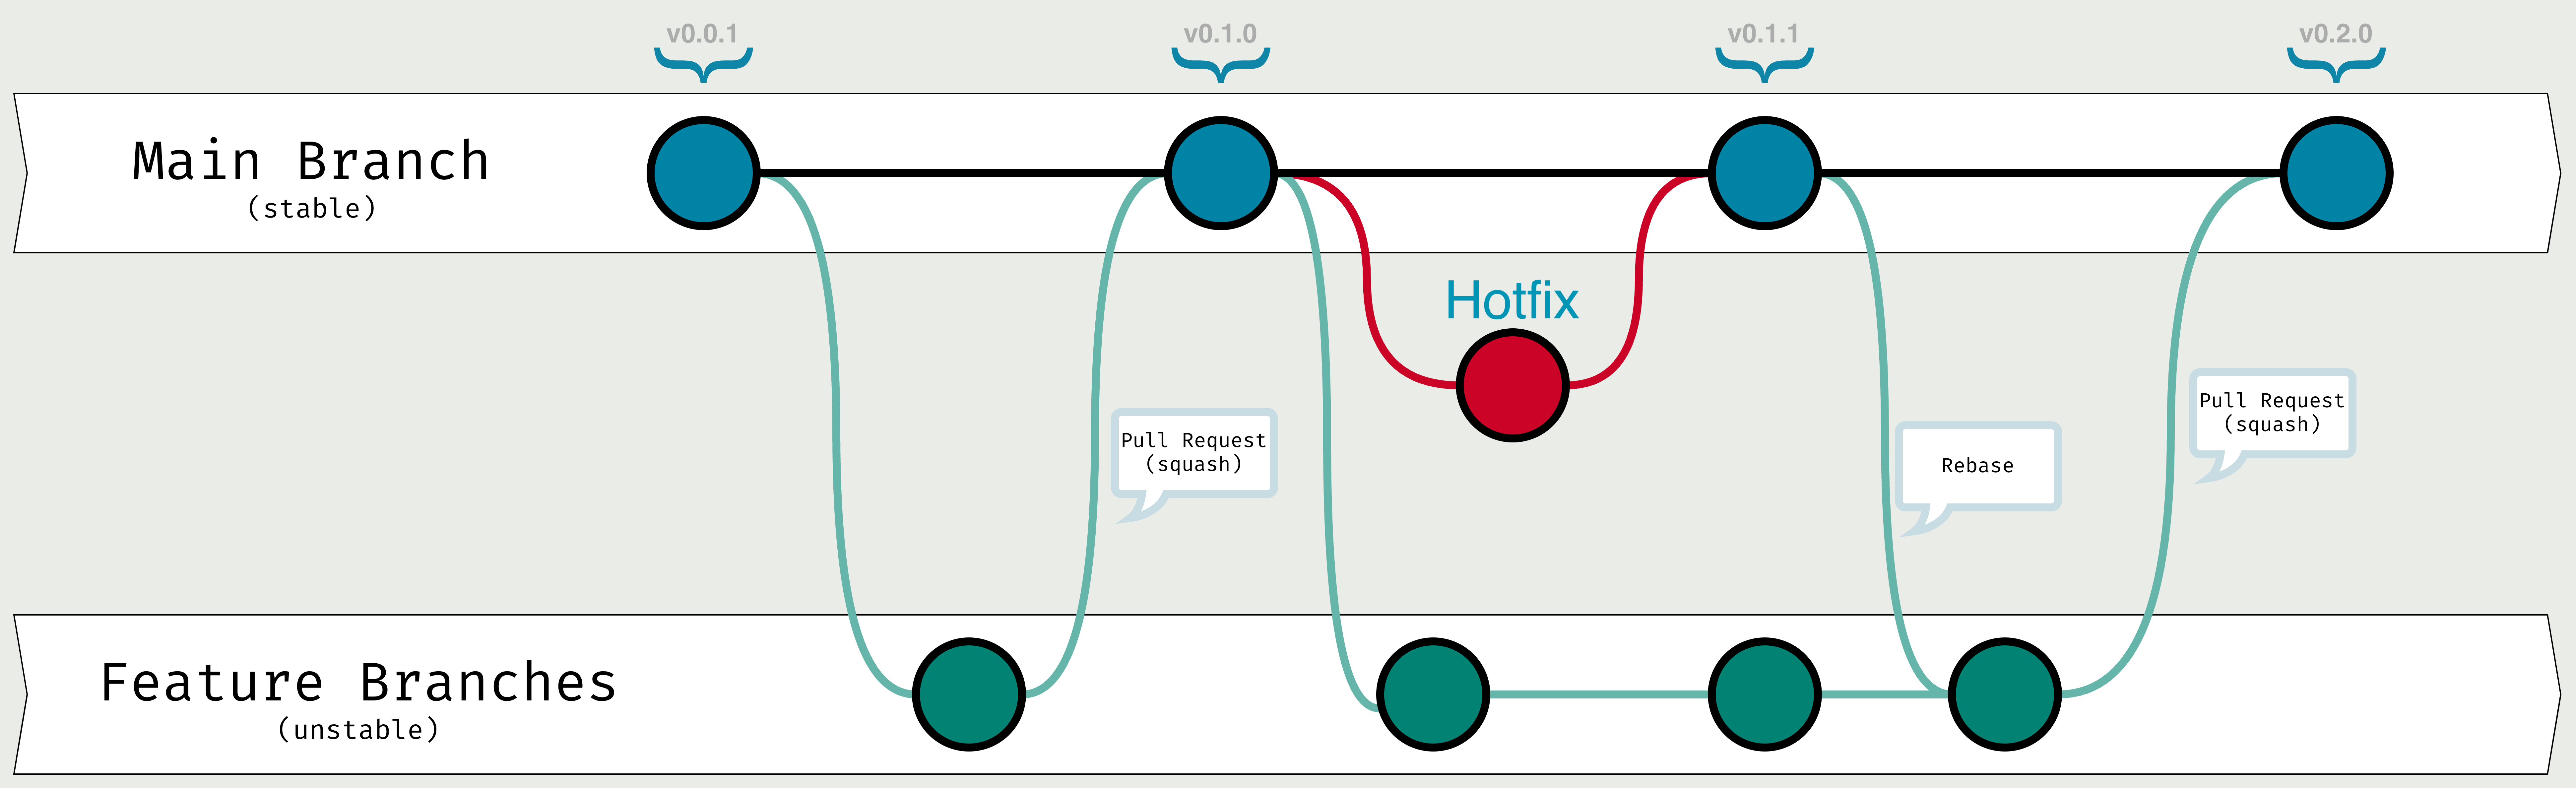 v0.0.1
v0.1.0
v0.1.1
v0.2.0
Main Branch
(stable)
Hotfix
Pull Request
(squash)
Rebase
Pull Request
(squash)
Feature Branches
(unstable)